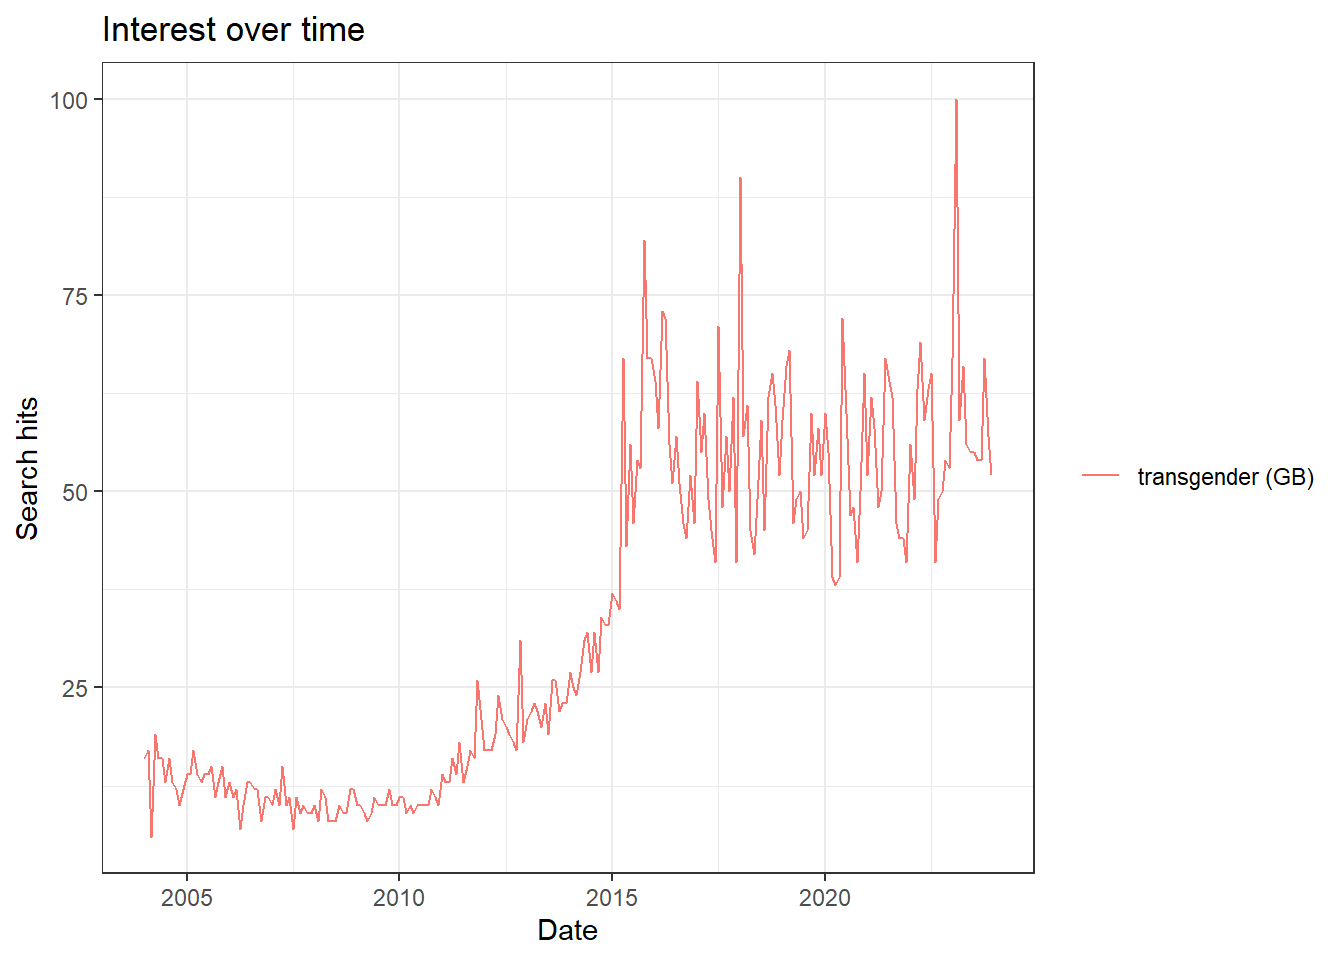 Interest over time
100
75
50
25
Search hits
2005 2010 2015 2020
Date
transgender (GB)